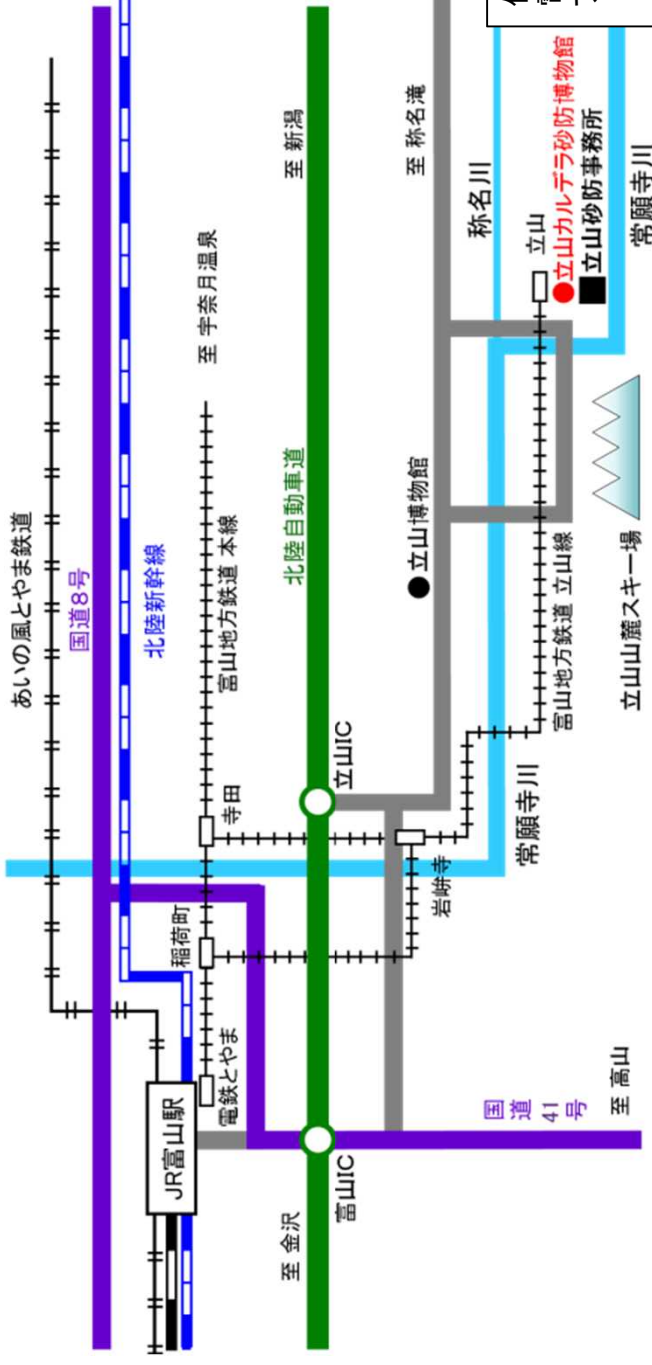 あいの風とやま鉄道
国道8号
北陸新幹線
至 宇奈月温泉
富山地方鉄道 本線
寺田
稲荷町
電鉄とやま
JR富山駅
至 新潟
北陸自動車道
立山IC
富山IC
至 金沢
至 称名滝
●立山博物館
岩峅寺
国道
41
号
至 高山
称名川
立山
●立山カルデラ砂防博物館
■立山砂防事務所
常願寺川
富山地方鉄道 立山線
常願寺川
立山山麓スキー場